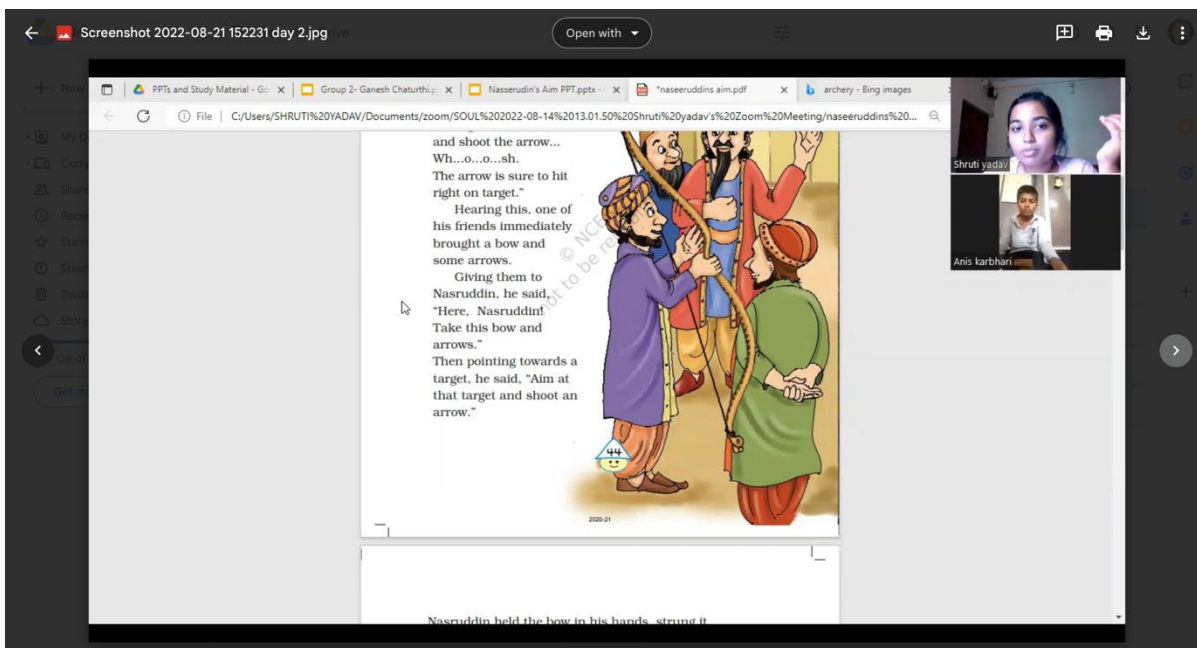 Screenshot 2022-08-21 152231 day 2.jpg
Open with
PPTs and Study Material - Go
Group 2- Ganesh Chaturthi.p
Nasserudin's Aim PPT.pptx -
*naseeruddins aim.pdf
archery - Bing images
File | C:/Users/SHRUTI%20YADAV/Documents/zoom/SOUL%202022-08-14%2013.01.50%20Shruti%20yadav's%20Zoom%20Meeting/naseeruddins%20...
and shoot the arrow...
Wh...o...o...sh.
The arrow is sure to hit
right on target."
Hearing this, one of
his friends immediately
brought a bow and
some arrows.
Giving them to
Nasruddin, he said,
"Here, Nasruddin!
Take this bow and
arrows."
Then pointing towards a
target, he said, "Aim at
that target and shoot an
arrow."
44
2020-21
Nasruddin held the bow in his hands, strung it
Shruti yadav
Anis karbhari
© NCE
not to be re
New